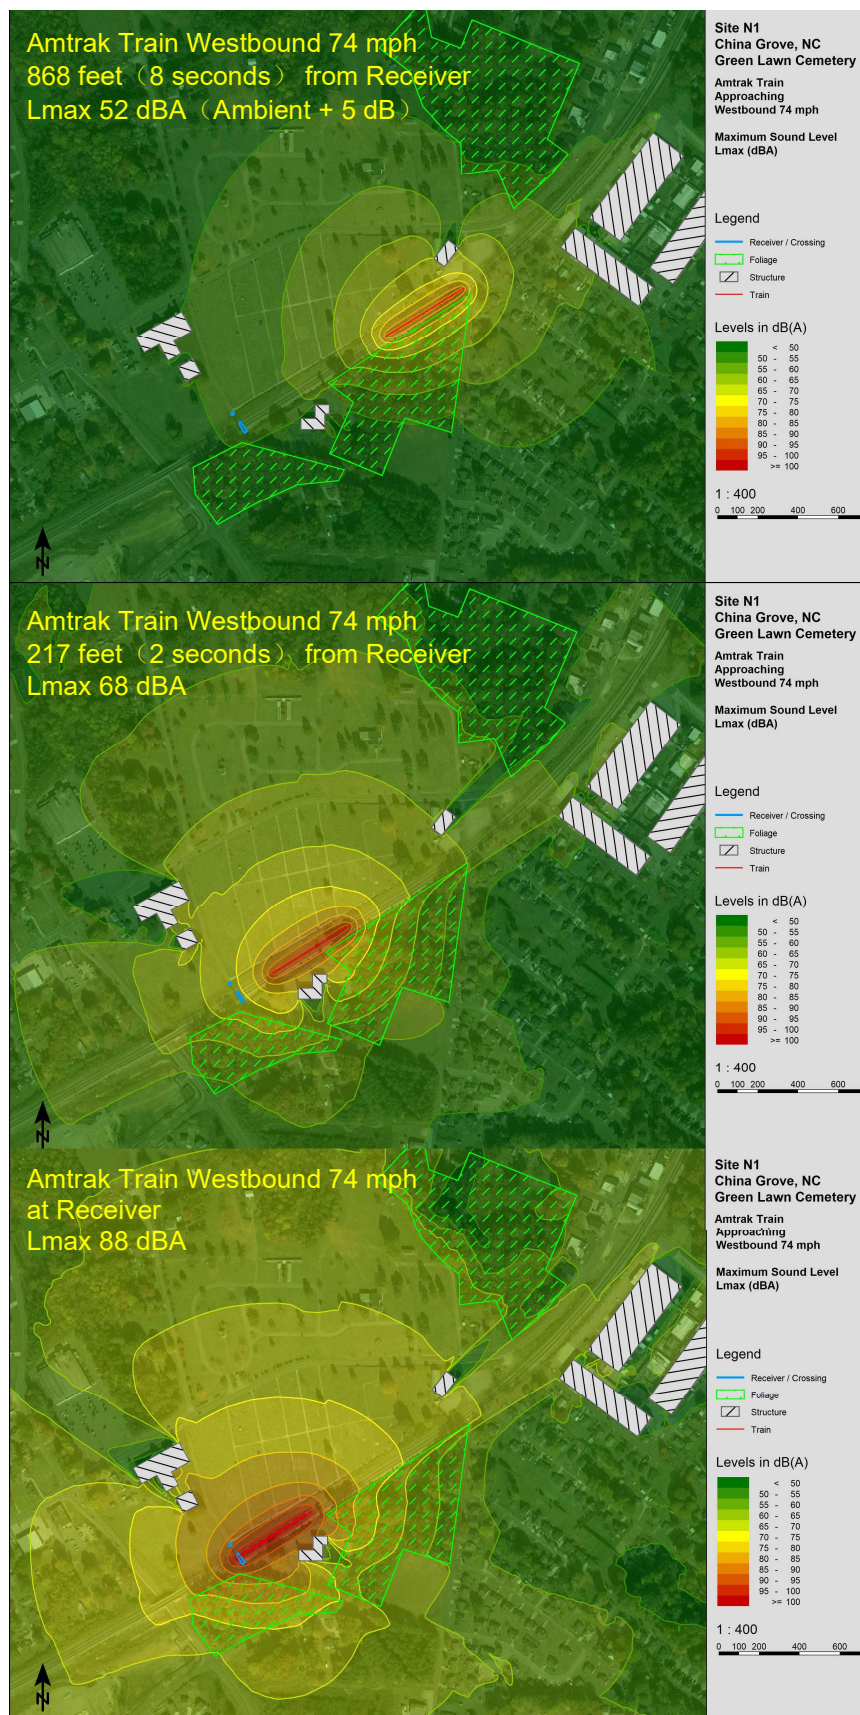 Amtrak Train Westbound 74 mph
868 feet（8 seconds） from Receiver
Lmax 52 dBA（Ambient + 5 dB）
Site N1
China Grove, NC
Green Lawn Cemetery
Amtrak Train
Approaching
Westbound 74 mph
Maximum Sound Level
Lmax (dBA)
Legend
Receiver / Crossing
Foliage
Structure
Train
Levels in dB(A)
< 50
50 - 55
55 - 60
60 - 65
65 - 70
70 - 75
75 - 80
80 - 85
85 - 90
90 - 95
95 - 100
>= 100
1 : 400
0 100 200 400 600
N
Amtrak Train Westbound 74 mph
217 feet（2 seconds） from Receiver
Lmax 68 dBA
Site N1
China Grove, NC
Green Lawn Cemetery
Amtrak Train
Approaching
Westbound 74 mph
Maximum Sound Level
Lmax (dBA)
Legend
Receiver / Crossing
Foliage
Structure
Train
Levels in dB(A)
< 50
50 - 55
55 - 60
60 - 65
65 - 70
70 - 75
75 - 80
80 - 85
85 - 90
90 - 95
95 - 100
>= 100
1 : 400
0 100 200 400 600
N
Amtrak Train Westbound 74 mph
at Receiver
Lmax 88 dBA
Site N1
China Grove, NC
Green Lawn Cemetery
Amtrak Train
Approaching
Westbound 74 mph
Maximum Sound Level
Lmax (dBA)
Legend
Receiver / Crossing
Foliage
Structure
Train
Levels in dB(A)
< 50
50 - 55
55 - 60
60 - 65
65 - 70
70 - 75
75 - 80
80 - 85
85 - 90
90 - 95
95 - 100
>= 100
1 : 400
0 100 200 400 600
N